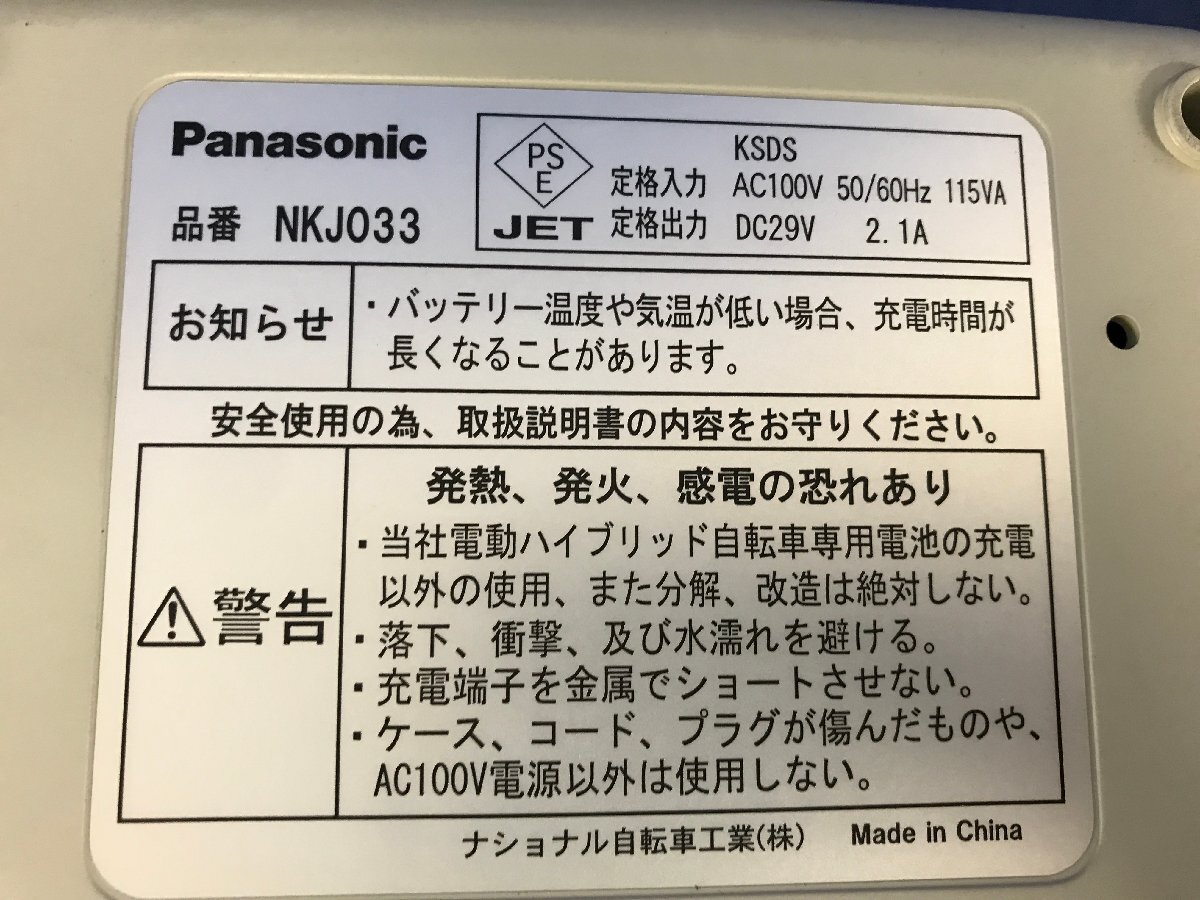 Panasonic
品番 NKJ033
PS
E
JET
KSDS
定格入力 AC100V 50/60Hz 115VA
定格出力 DC29V 2.1A
お知らせ
・バッテリー温度や気温が低い場合、充電時間が
長くなることがあります。
安全使用の為、取扱説明書の内容をお守りください。
警告
発熱、発火、感電の恐れあり
・当社電動ハイブリッド自転車専用電池の充電
以外の使用、また分解、改造は絶対しない。
・落下、衝撃、及び水濡れを避ける。
・充電端子を金属でショートさせない。
・ケース、コード、プラグが傷んだものや、
AC100V電源以外は使用しない。
ナショナル自転車工業(株) Made in China